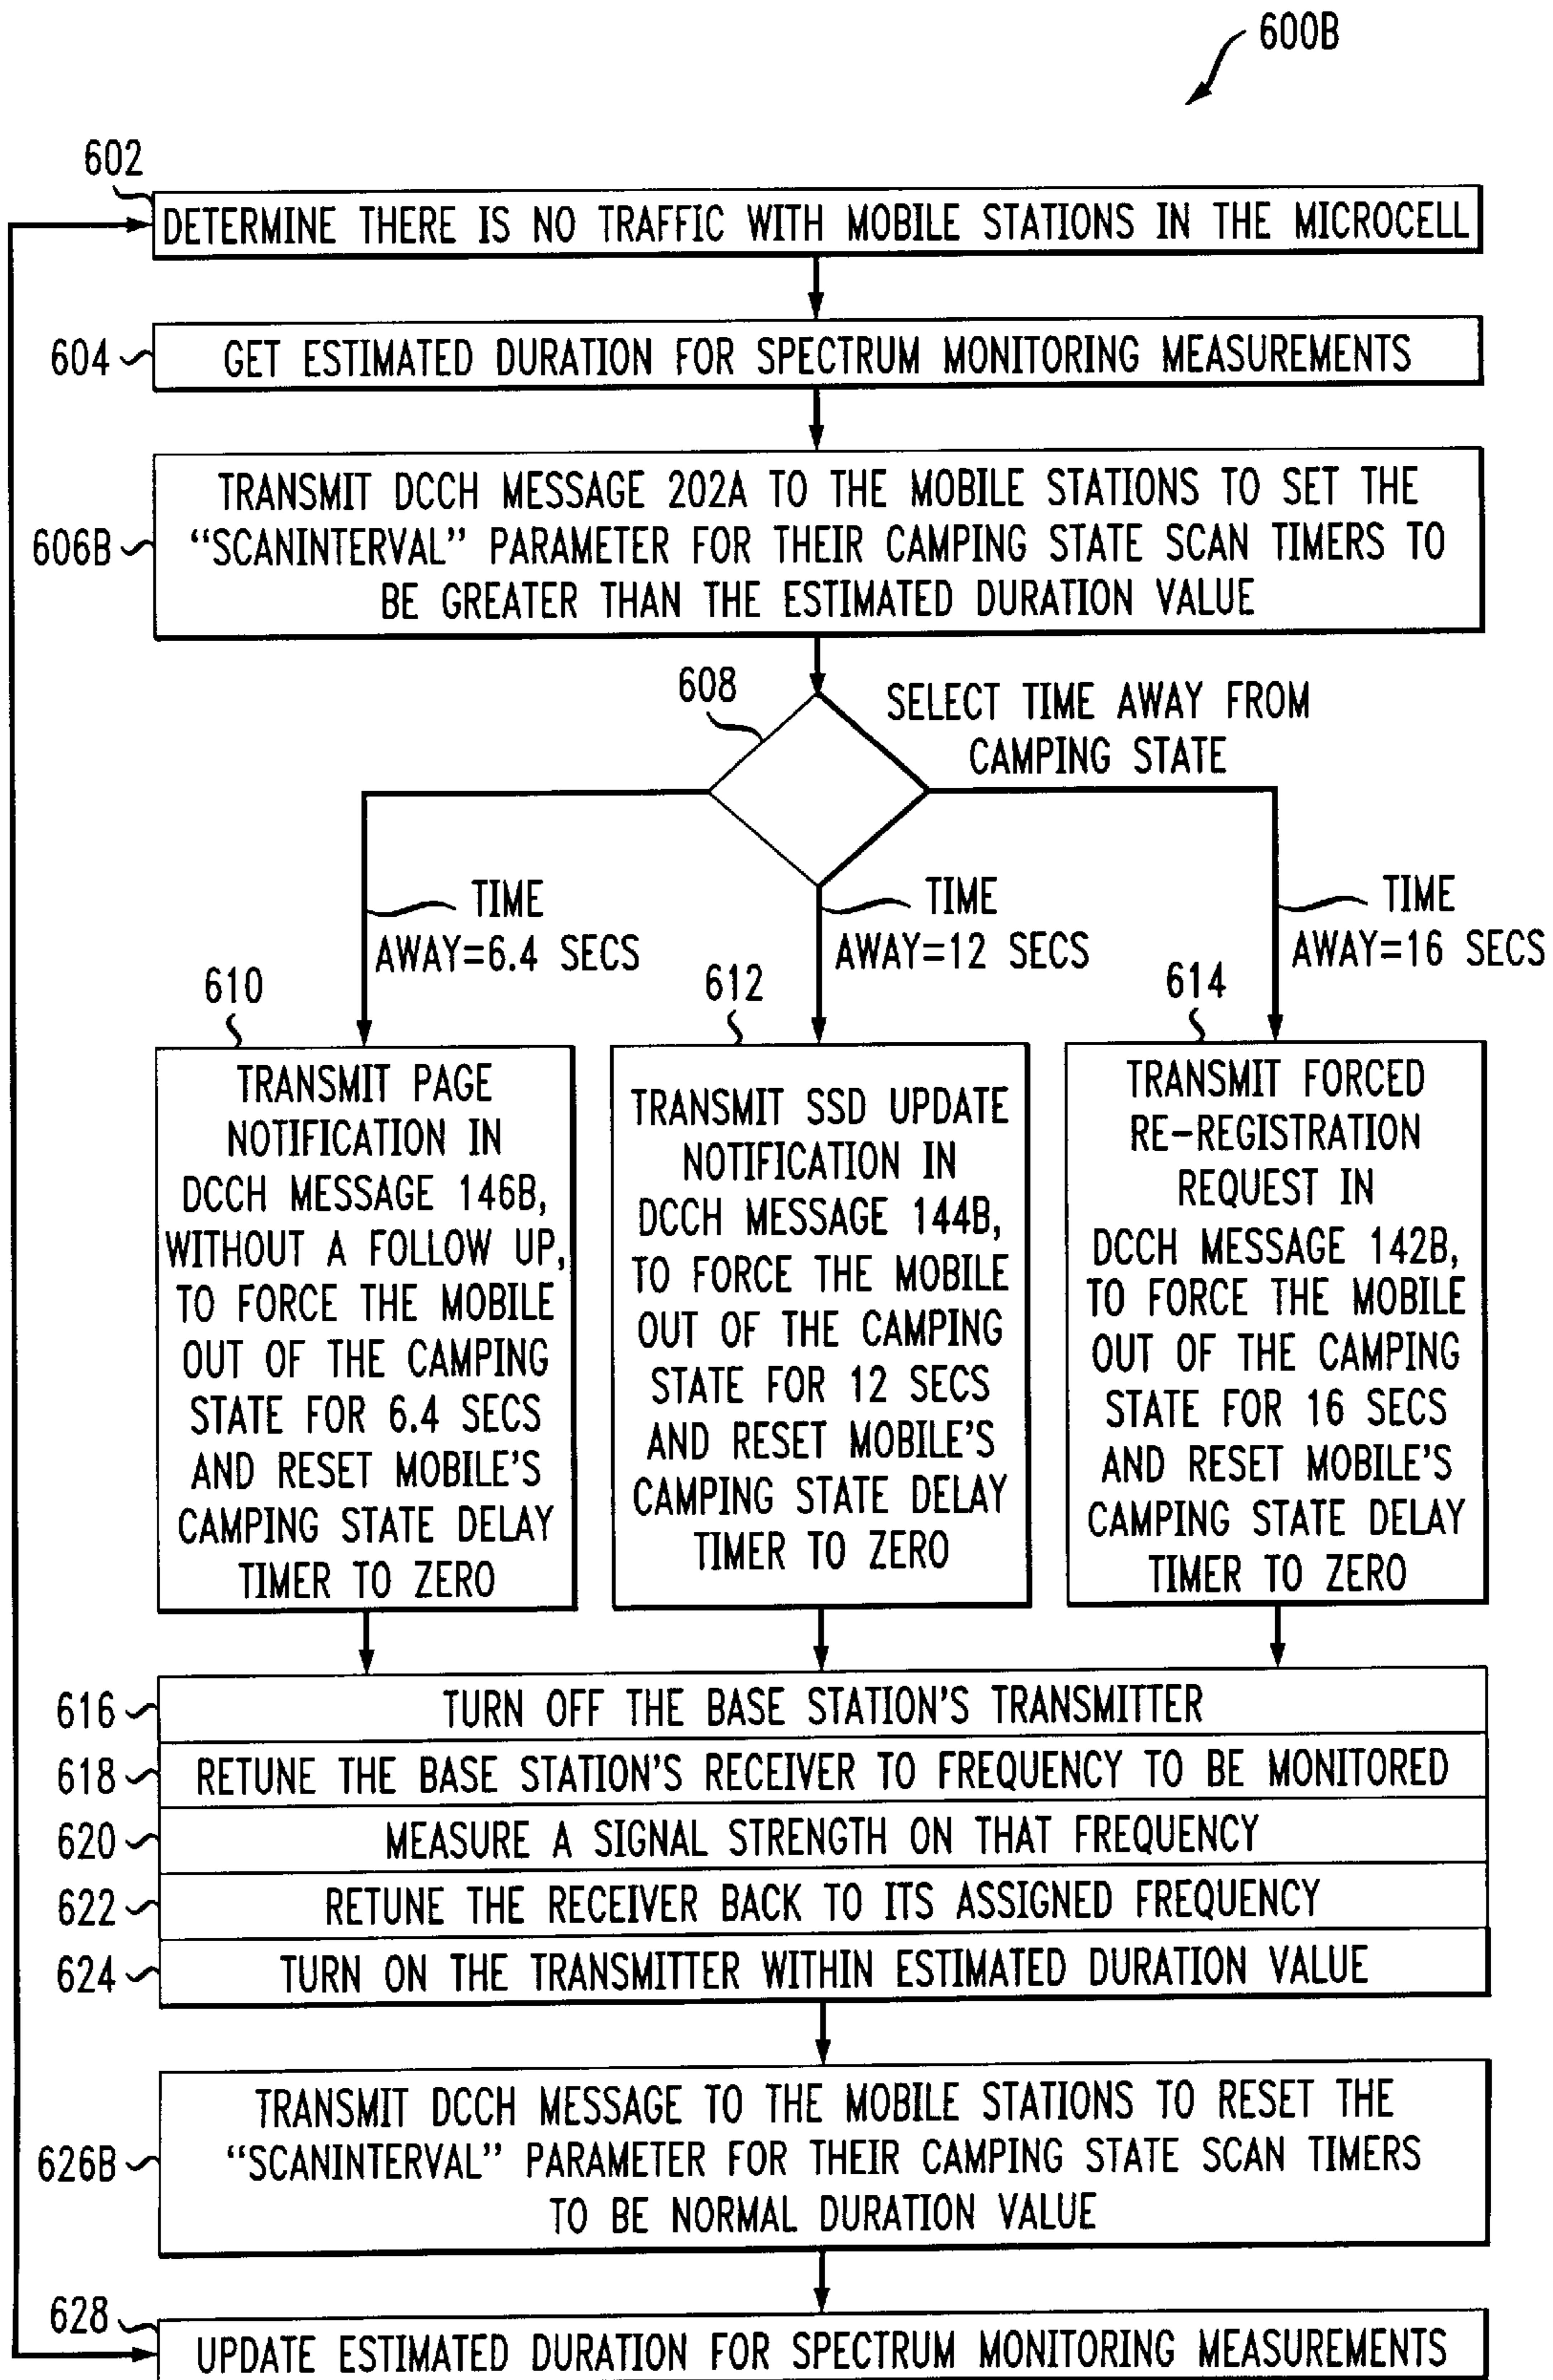 600B
602
DETERMINE THERE IS NO TRAFFIC WITH MOBILE STATIONS IN THE MICROCELL
604
GET ESTIMATED DURATION FOR SPECTRUM MONITORING MEASUREMENTS
606B
TRANSMIT DCCH MESSAGE 202A TO THE MOBILE STATIONS TO SET THE
“SCANINTERVAL” PARAMETER FOR THEIR CAMPING STATE SCAN TIMERS TO
BE GREATER THAN THE ESTIMATED DURATION VALUE
608
SELECT TIME AWAY FROM
CAMPING STATE
TIME
AWAY=6.4 SECS
TIME
AWAY=12 SECS
TIME
AWAY=16 SECS
610
TRANSMIT PAGE
NOTIFICATION IN
DCCH MESSAGE 146B,
WITHOUT A FOLLOW UP,
TO FORCE THE MOBILE
OUT OF THE CAMPING
STATE FOR 6.4 SECS
AND RESET MOBILE'S
CAMPING STATE DELAY
TIMER TO ZERO
612
TRANSMIT SSD UPDATE
NOTIFICATION IN
DCCH MESSAGE 144B,
TO FORCE THE MOBILE
OUT OF THE CAMPING
STATE FOR 12 SECS
AND RESET MOBILE'S
CAMPING STATE DELAY
TIMER TO ZERO
614
TRANSMIT FORCED
RE-REGISTRATION
REQUEST IN
DCCH MESSAGE 142B,
TO FORCE THE MOBILE
OUT OF THE CAMPING
STATE FOR 16 SECS
AND RESET MOBILE'S
CAMPING STATE DELAY
TIMER TO ZERO
616
TURN OFF THE BASE STATION'S TRANSMITTER
618
RETUNE THE BASE STATION'S RECEIVER TO FREQUENCY TO BE MONITORED
620
MEASURE A SIGNAL STRENGTH ON THAT FREQUENCY
622
RETUNE THE RECEIVER BACK TO ITS ASSIGNED FREQUENCY
624
TURN ON THE TRANSMITTER WITHIN ESTIMATED DURATION VALUE
626B
TRANSMIT DCCH MESSAGE TO THE MOBILE STATIONS TO RESET THE
“SCANINTERVAL” PARAMETER FOR THEIR CAMPING STATE SCAN TIMERS
TO BE NORMAL DURATION VALUE
628
UPDATE ESTIMATED DURATION FOR SPECTRUM MONITORING MEASUREMENTS